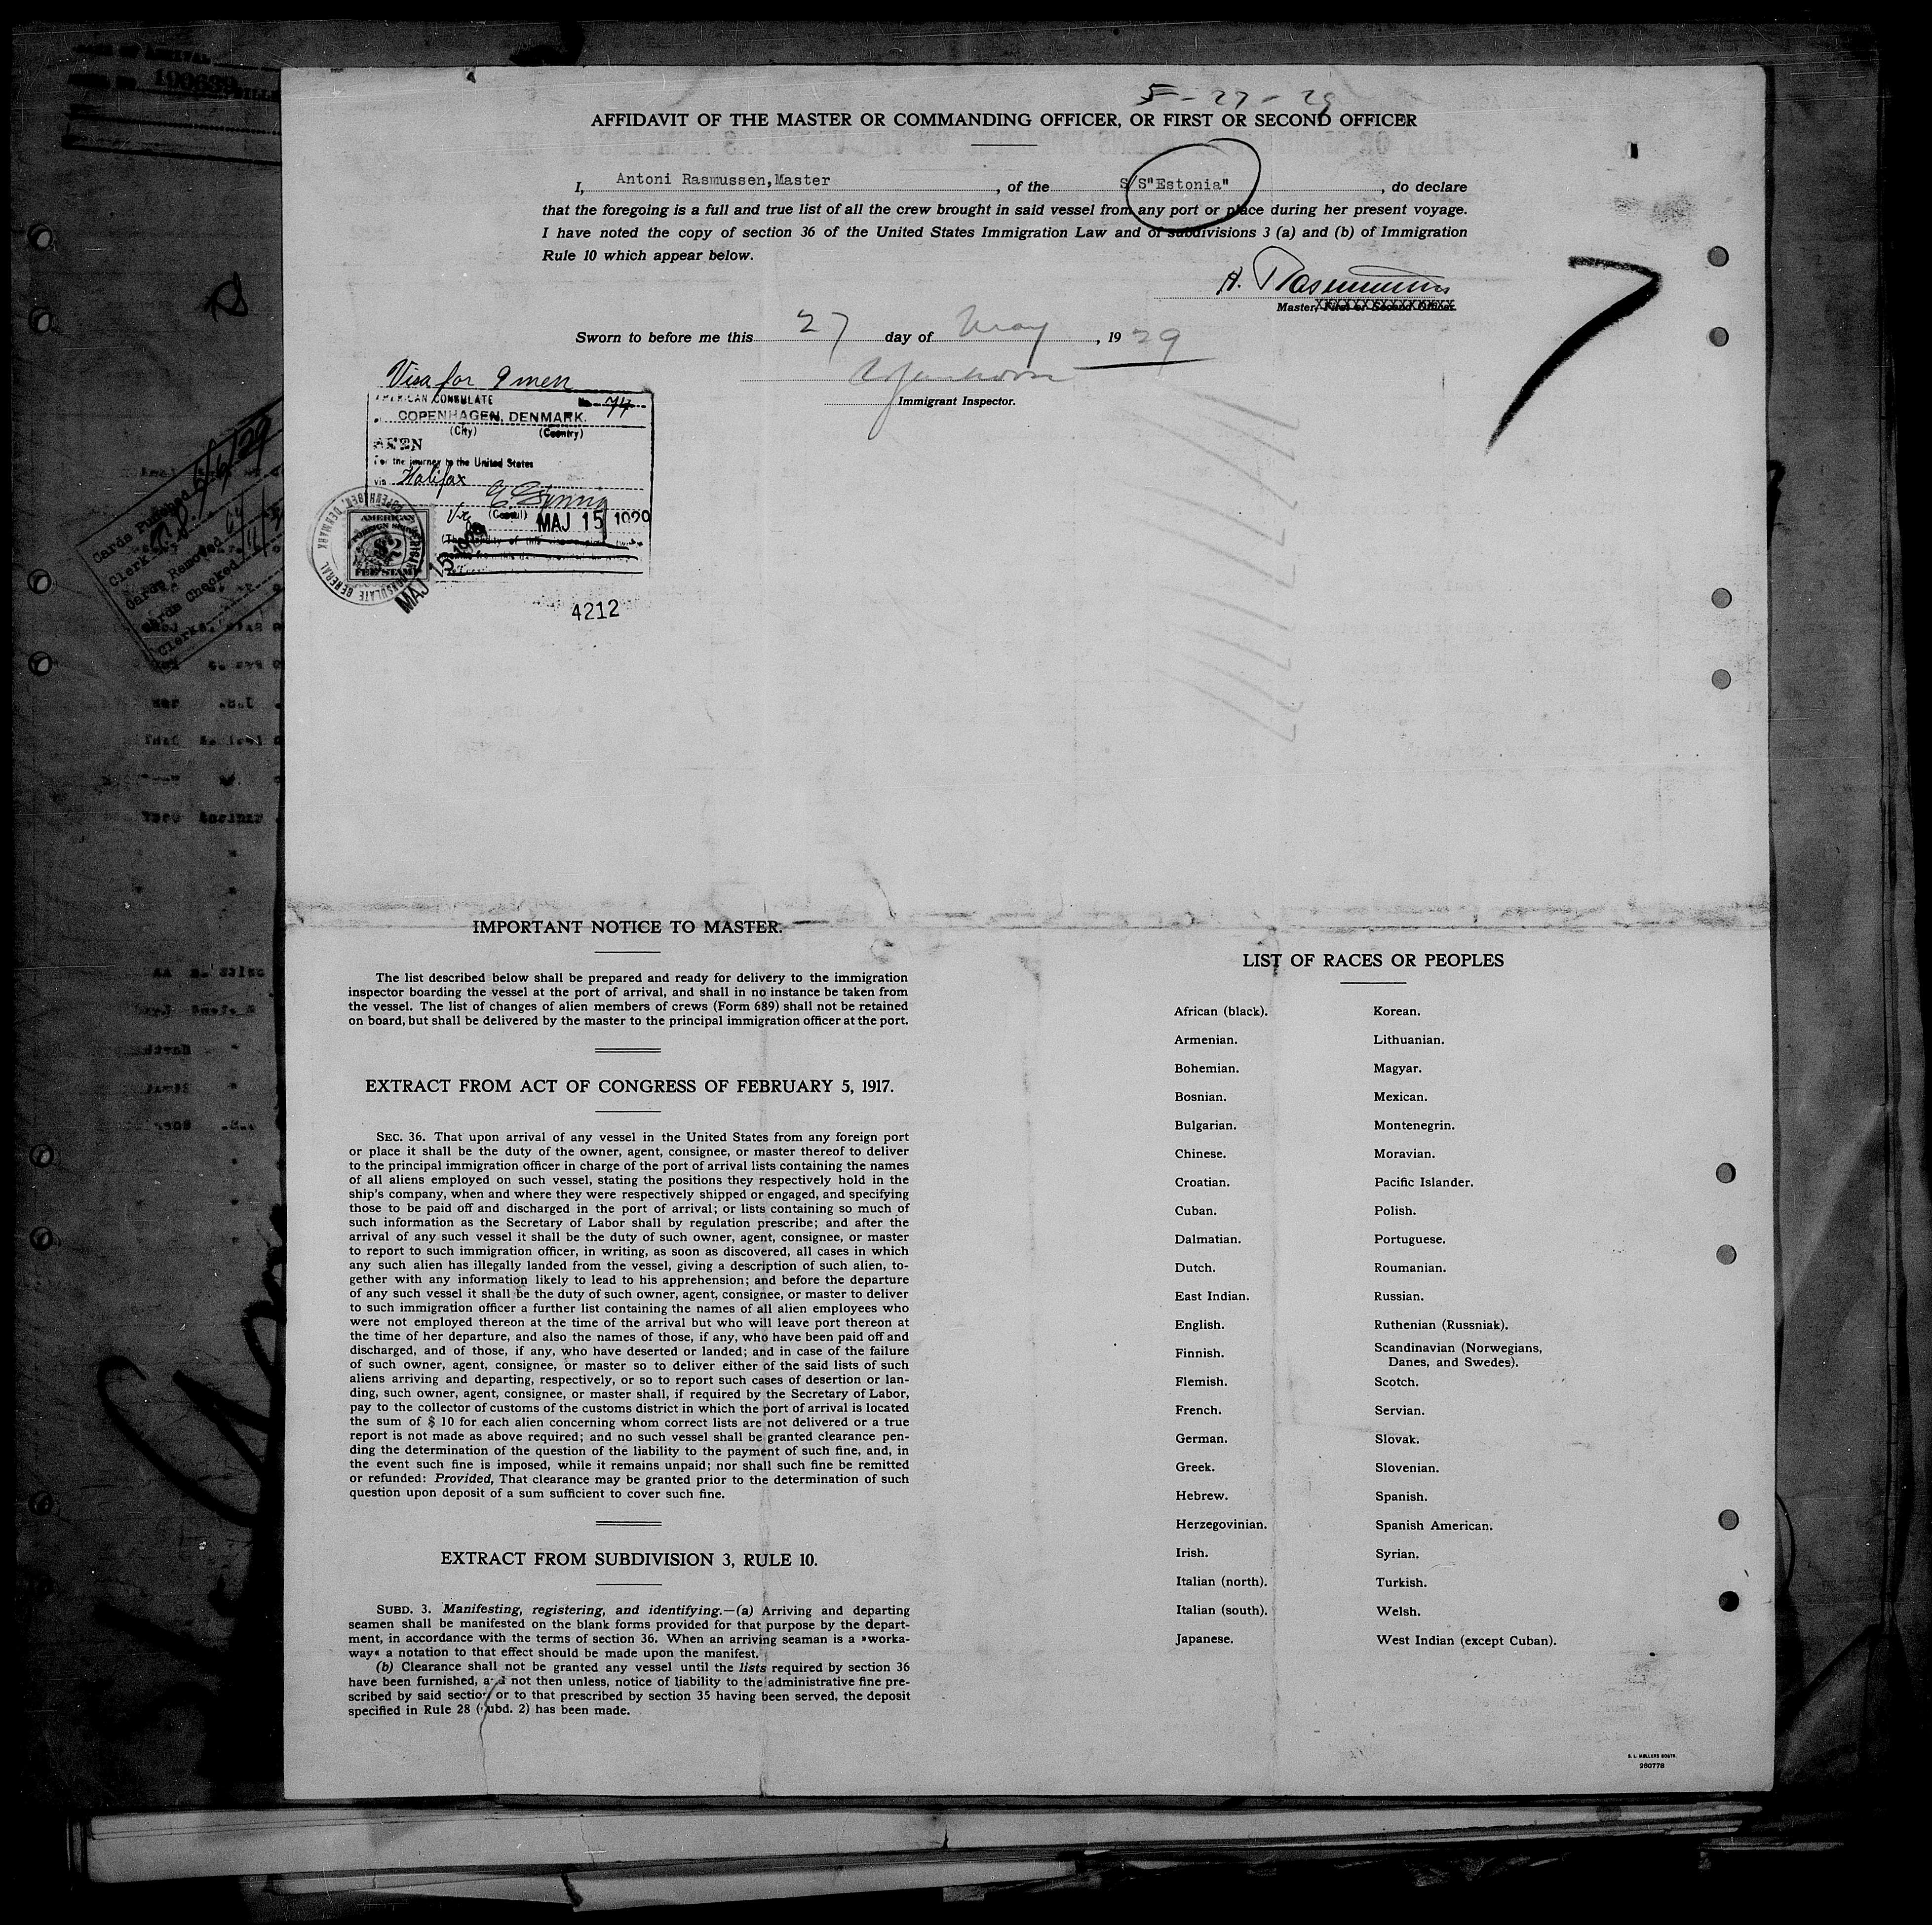 5-27-29
AFFIDAVIT OF THE MASTER OR COMMANDING OFFICER, OR FIRST OR SECOND OFFICER
I, Antoni Rasmussen, Master, of the S/S"Estonia", do declare
that the foregoing is a full and true list of all the crew brought in said vessel from any port or place during her present voyage.
I have noted the copy of section 36 of the United States Immigration Law and of subdivisions 3 (a) and (b) of Immigration
Rule 10 which appear below.
A. Rasmussen
Master, First or Second Officer
7
Sworn to before me this 27 day of May, 1929
Immigrant Inspector.
Visa for 9 men
AMERICAN CONSULATE No. 74
COPENHAGEN, DENMARK.
(City) (Country)
SEEN
For the journey to the United States
via Halifax
Vice (Consul) MAJ 15 1929
AMERICAN
FOREIGN SERVICE
$2
FEE STAMP
MAJ 15 1929
4212
DATE OF ARRIVAL
100639
Cards Punched 6/6/29
Clerk
Cards Removed
Cards Checked
Clerk
IMPORTANT NOTICE TO MASTER.
The list described below shall be prepared and ready for delivery to the immigration
inspector boarding the vessel at the port of arrival, and shall in no instance be taken from
the vessel. The list of changes of alien members of crews (Form 689) shall not be retained
on board, but shall be delivered by the master to the principal immigration officer at the port.
EXTRACT FROM ACT OF CONGRESS OF FEBRUARY 5, 1917.
SEC. 36. That upon arrival of any vessel in the United States from any foreign port
or place it shall be the duty of the owner, agent, consignee, or master thereof to deliver
to the principal immigration officer in charge of the port of arrival lists containing the names
of all aliens employed on such vessel, stating the positions they respectively hold in the
ship's company, when and where they were respectively shipped or engaged, and specifying
those to be paid off and discharged in the port of arrival; or lists containing so much of
such information as the Secretary of Labor shall by regulation prescribe; and after the
arrival of any such vessel it shall be the duty of such owner, agent, consignee, or master
to report to such immigration officer, in writing, as soon as discovered, all cases in which
any such alien has illegally landed from the vessel, giving a description of such alien, to-
gether with any information likely to lead to his apprehension; and before the departure
of any such vessel it shall be the duty of such owner, agent, consignee, or master to deliver
to such immigration officer a further list containing the names of all alien employees who
were not employed thereon at the time of the arrival but who will leave port thereon at
the time of her departure, and also the names of those, if any, who have been paid off and
discharged, and of those, if any, who have deserted or landed; and in case of the failure
of such owner, agent, consignee, or master so to deliver either of the said lists of such
aliens arriving and departing, respectively, or so to report such cases of desertion or lan-
ding, such owner, agent, consignee, or master shall, if required by the Secretary of Labor,
pay to the collector of customs of the customs district in which the port of arrival is located
the sum of $ 10 for each alien concerning whom correct lists are not delivered or a true
report is not made as above required; and no such vessel shall be granted clearance pen-
ding the determination of the question of the liability to the payment of such fine, and, in
the event such fine is imposed, while it remains unpaid; nor shall such fine be remitted
or refunded: Provided, That clearance may be granted prior to the determination of such
question upon deposit of a sum sufficient to cover such fine.
EXTRACT FROM SUBDIVISION 3, RULE 10.
SUBD. 3. Manifesting, registering, and identifying.—(a) Arriving and departing
seamen shall be manifested on the blank forms provided for that purpose by the depart-
ment, in accordance with the terms of section 36. When an arriving seaman is a »worka-
way« a notation to that effect should be made upon the manifest.
(b) Clearance shall not be granted any vessel until the lists required by section 36
have been furnished, and not then unless, notice of liability to the administrative fine pre-
scribed by said section or to that prescribed by section 35 having been served, the deposit
specified in Rule 28 (subd. 2) has been made.
LIST OF RACES OR PEOPLES
African (black). Korean.
Armenian. Lithuanian.
Bohemian. Magyar.
Bosnian. Mexican.
Bulgarian. Montenegrin.
Chinese. Moravian.
Croatian. Pacific Islander.
Cuban. Polish.
Dalmatian. Portuguese.
Dutch. Roumanian.
East Indian. Russian.
English. Ruthenian (Russniak).
Finnish. Scandinavian (Norwegians,
Danes, and Swedes).
Flemish. Scotch.
French. Servian.
German. Slovak.
Greek. Slovenian.
Hebrew. Spanish.
Herzegovinian. Spanish American.
Irish. Syrian.
Italian (north). Turkish.
Italian (south). Welsh.
Japanese. West Indian (except Cuban).
S. L. MØLLERS BOGTR.
260778